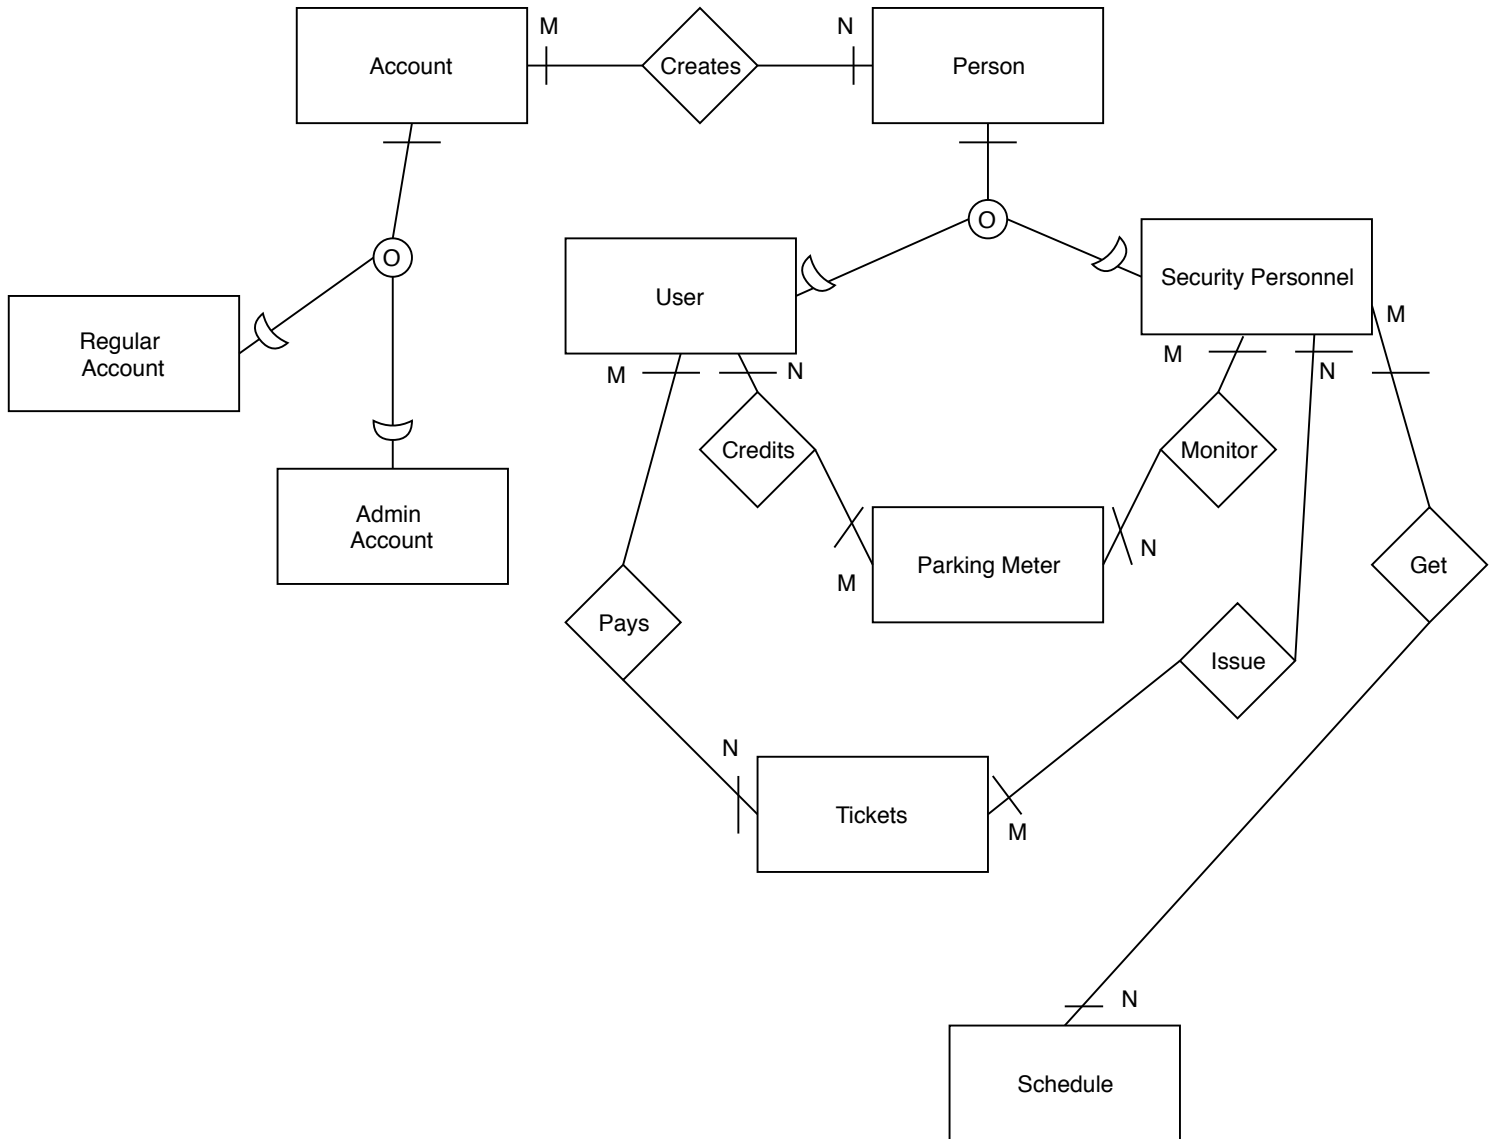 M
N
Account
Creates
Person
O
O
User
Security Personnel
Regular
Account
M
N
M
N
M
Credits
Monitor
Admin
Account
M
N
Parking Meter
Get
Pays
Issue
N
Tickets
M
N
Schedule